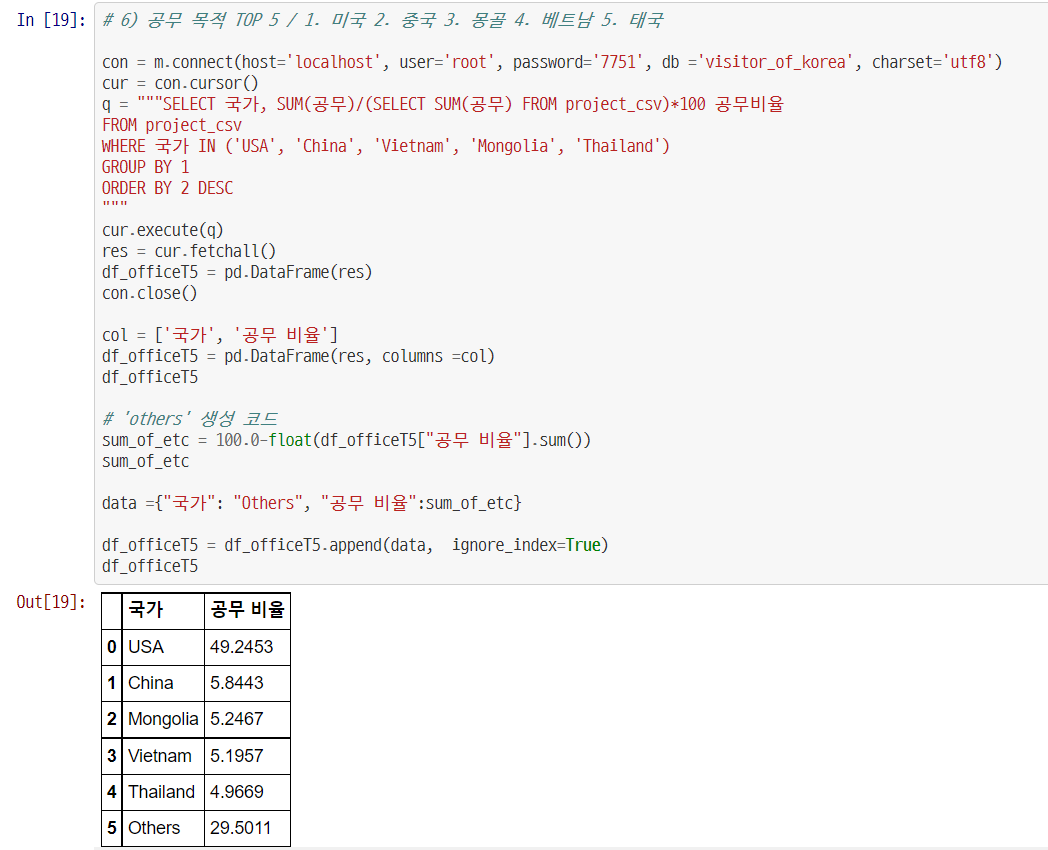 In [19]:
# 6) 공무 목적 TOP 5 / 1. 미국 2. 중국 3. 몽골 4. 베트남 5. 태국
con = m.connect(host='localhost', user='root', password='7751', db ='visitor_of_korea', charset='utf8')
cur = con.cursor()
q = """SELECT 국가, SUM(공무)/(SELECT SUM(공무) FROM project_csv)*100 공무비율
FROM project_csv
WHERE 국가 IN ('USA', 'China', 'Vietnam', 'Mongolia', 'Thailand')
GROUP BY 1
ORDER BY 2 DESC
"""
cur.execute(q)
res = cur.fetchall()
df_officeT5 = pd.DataFrame(res)
con.close()
col = ['국가', '공무 비율']
df_officeT5 = pd.DataFrame(res, columns =col)
df_officeT5
# 'others' 생성 코드
sum_of_etc = 100.0-float(df_officeT5["공무 비율"].sum())
sum_of_etc
data ={"국가": "Others", "공무 비율":sum_of_etc}
df_officeT5 = df_officeT5.append(data,  ignore_index=True)
df_officeT5
Out[19]:
국가 공무 비율
0 USA 49.2453
1 China 5.8443
2 Mongolia 5.2467
3 Vietnam 5.1957
4 Thailand 4.9669
5 Others 29.5011